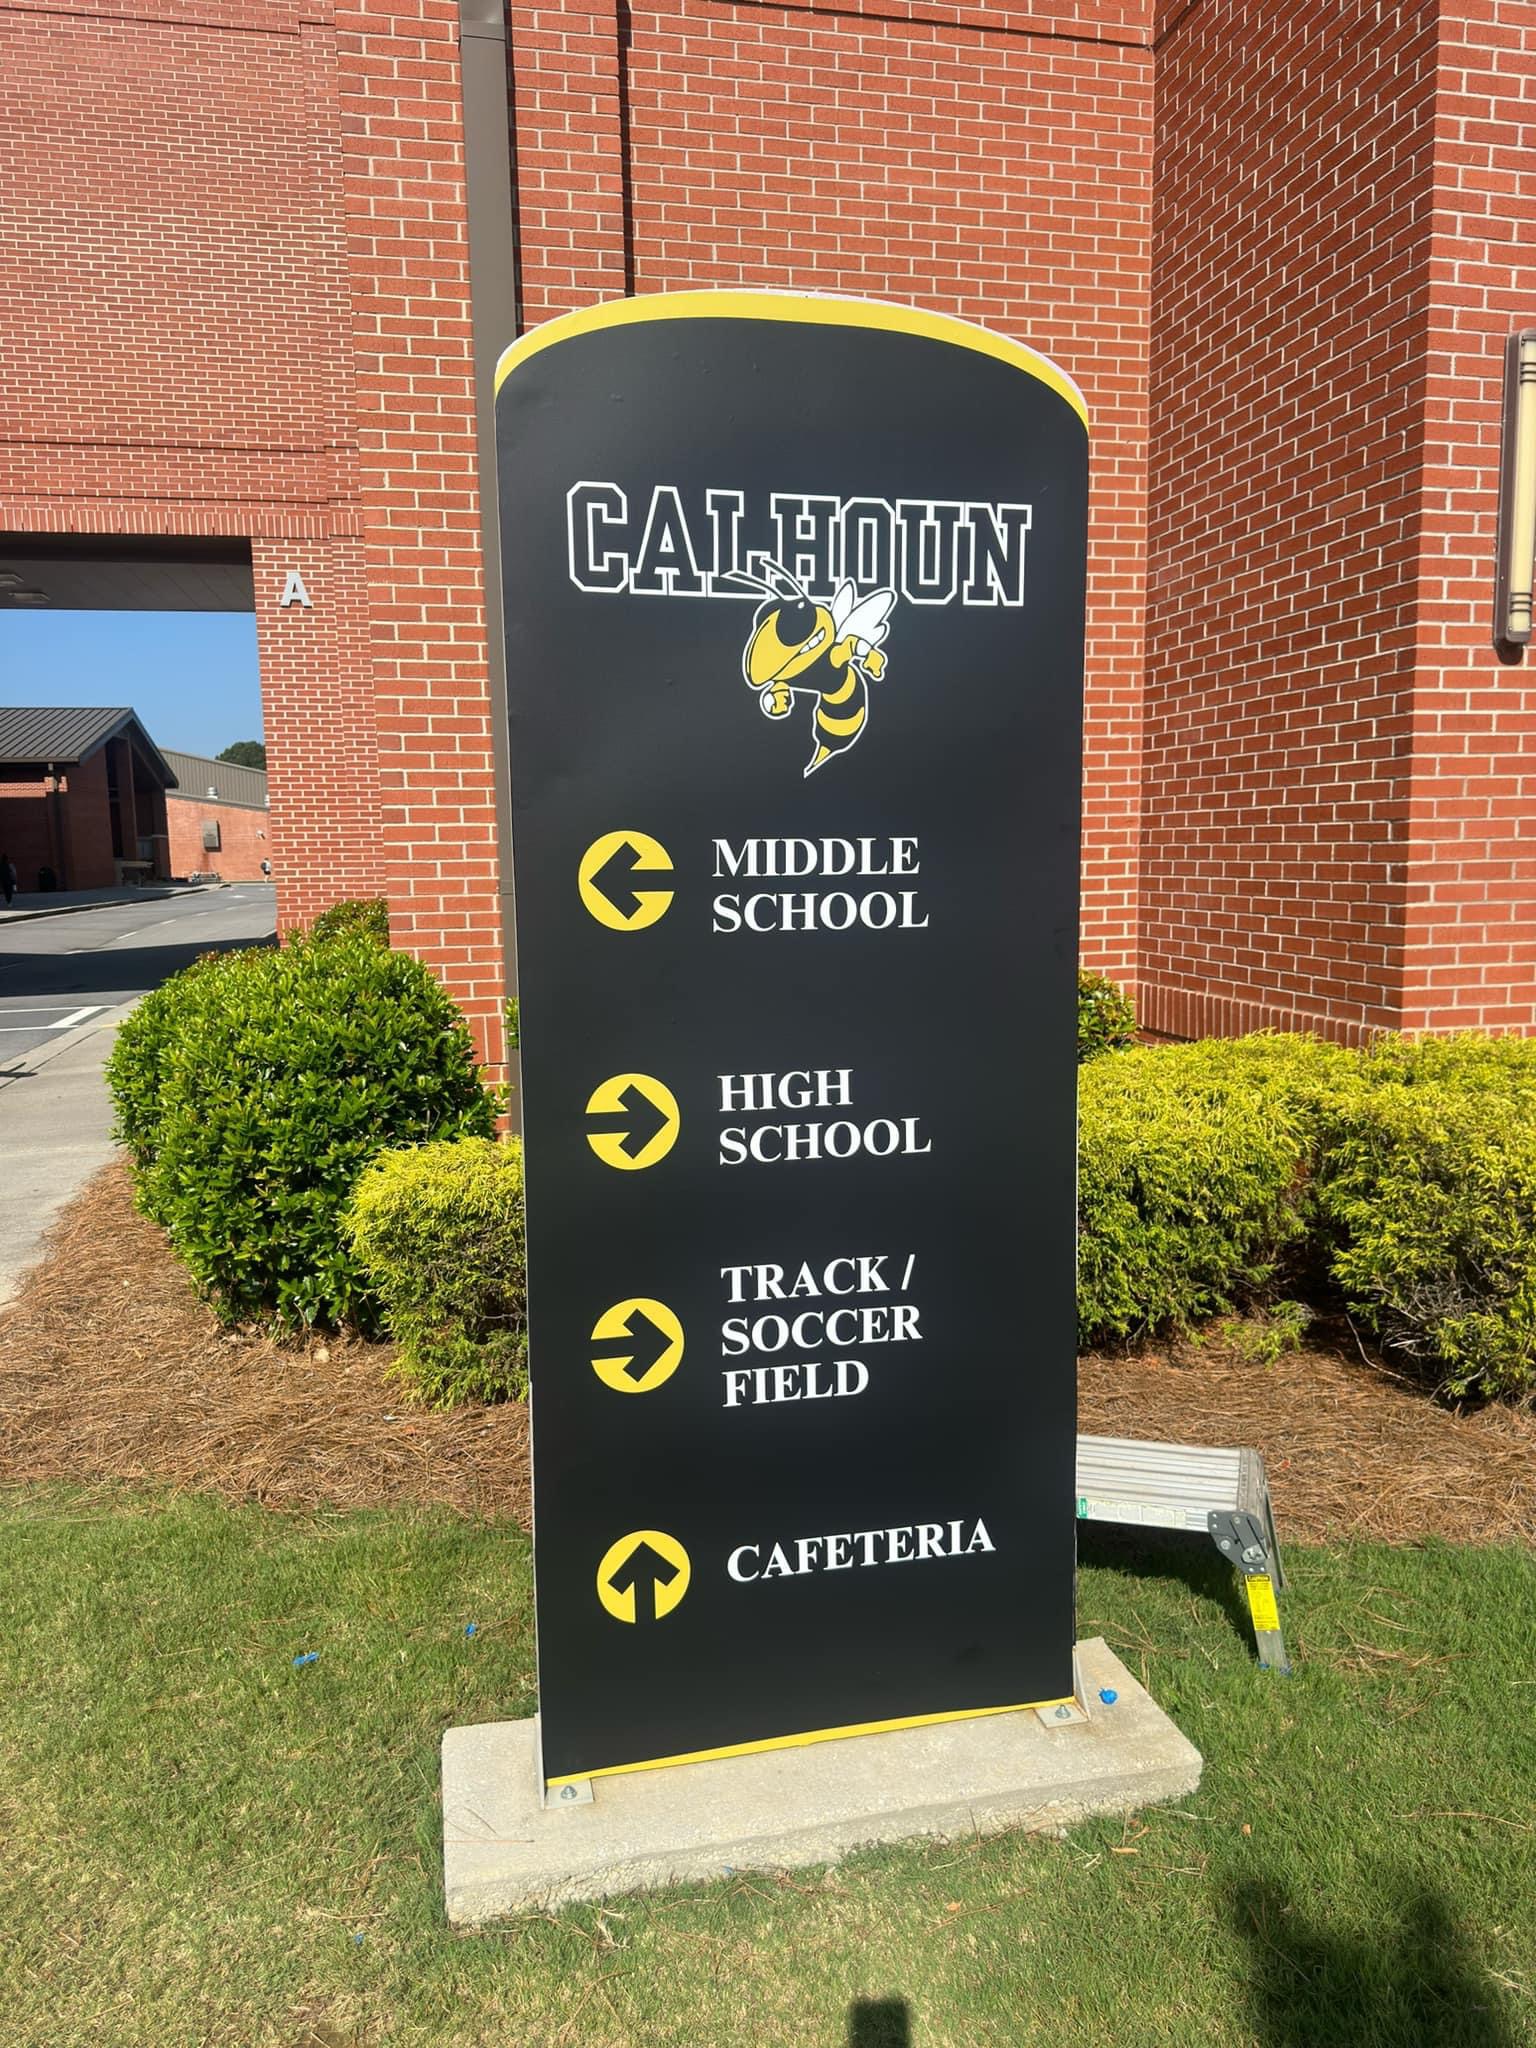 A
CALHOUN
MIDDLE
SCHOOL
HIGH
SCHOOL
TRACK /
SOCCER
FIELD
CAFETERIA